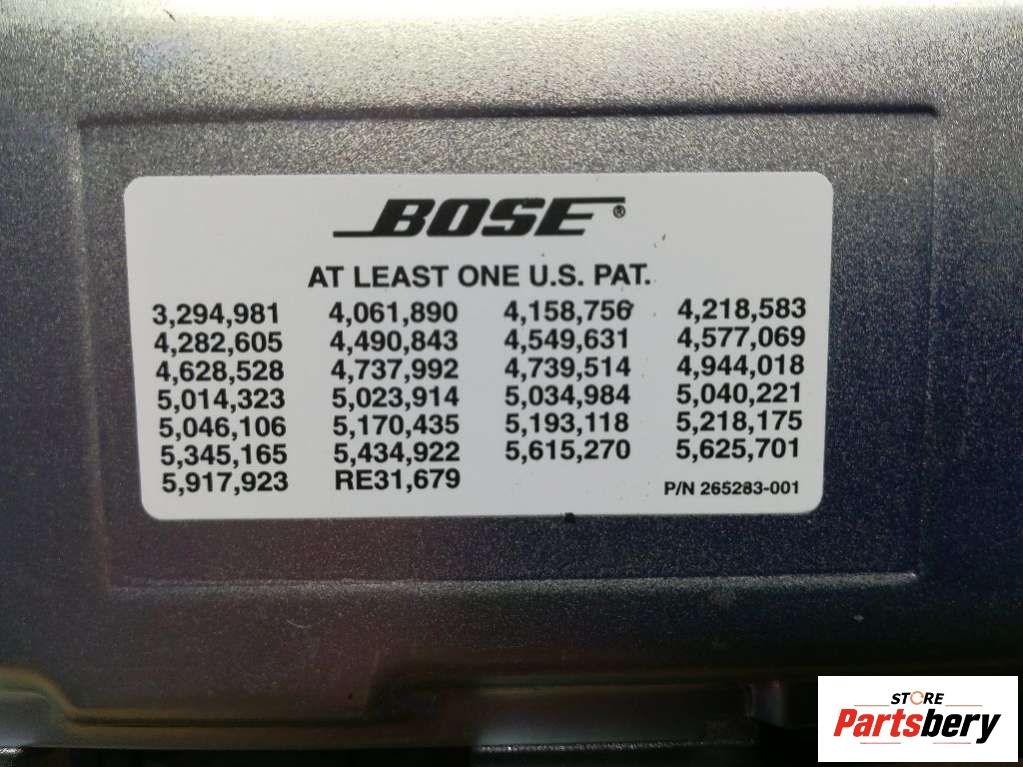 BOSE®
AT LEAST ONE U.S. PAT.
3,294,981 4,061,890 4,158,756 4,218,583
4,282,605 4,490,843 4,549,631 4,577,069
4,628,528 4,737,992 4,739,514 4,944,018
5,014,323 5,023,914 5,034,984 5,040,221
5,046,106 5,170,435 5,193,118 5,218,175
5,345,165 5,434,922 5,615,270 5,625,701
5,917,923 RE31,679 P/N 265283-001
STORE
Partsbery